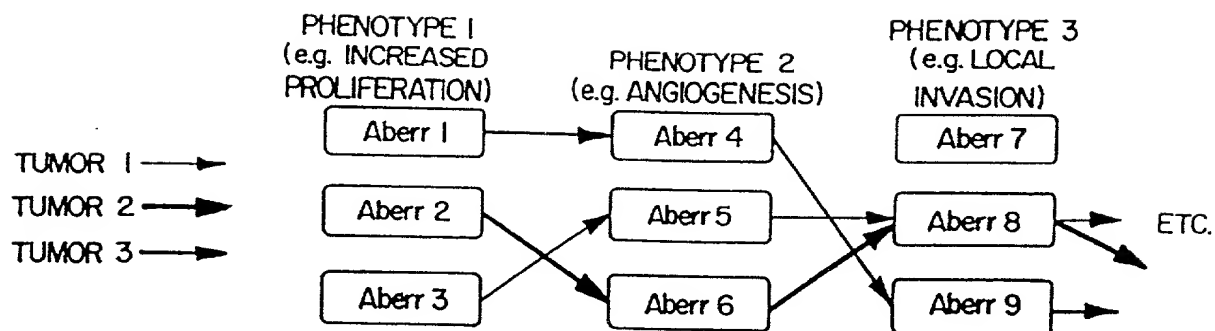 PHENOTYPE 1
(e.g. INCREASED
PROLIFERATION)
PHENOTYPE 2
(e.g. ANGIOGENESIS)
PHENOTYPE 3
(e.g. LOCAL
INVASION)
Aberr 1
Aberr 4
Aberr 7
TUMOR 1
TUMOR 2
Aberr 2
Aberr 5
Aberr 8
ETC.
TUMOR 3
Aberr 3
Aberr 6
Aberr 9